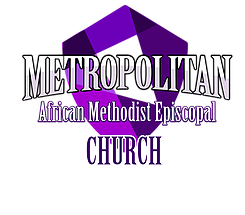 METROPOLITAN
African Methodist Episcopal
CHURCH